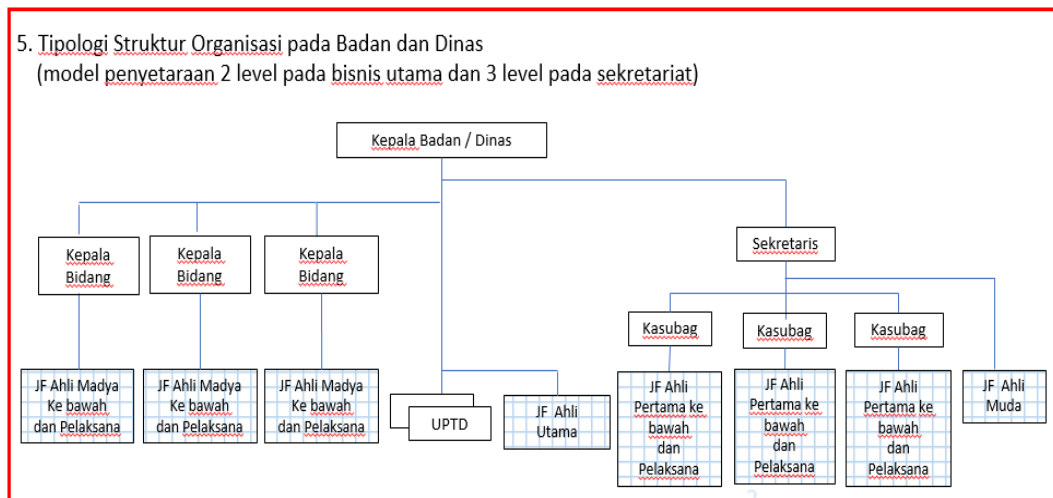 5. Tipologi Struktur Organisasi pada Badan dan Dinas
(model penyetaraan 2 level pada bisnis utama dan 3 level pada sekretariat)
Kepala Badan / Dinas
Kepala
Bidang
Kepala
Bidang
Kepala
Bidang
Sekretaris
Kasubag
Kasubag
Kasubag
JF Ahli Madya
Ke bawah
dan Pelaksana
JF Ahli Madya
Ke bawah
dan Pelaksana
JF Ahli Madya
Ke bawah
dan Pelaksana
UPTD
JF Ahli
Utama
JF Ahli
Pertama ke
bawah
dan
Pelaksana
JF Ahli
Pertama ke
bawah
dan
Pelaksana
JF Ahli
Pertama ke
bawah
dan
Pelaksana
JF Ahli
Muda